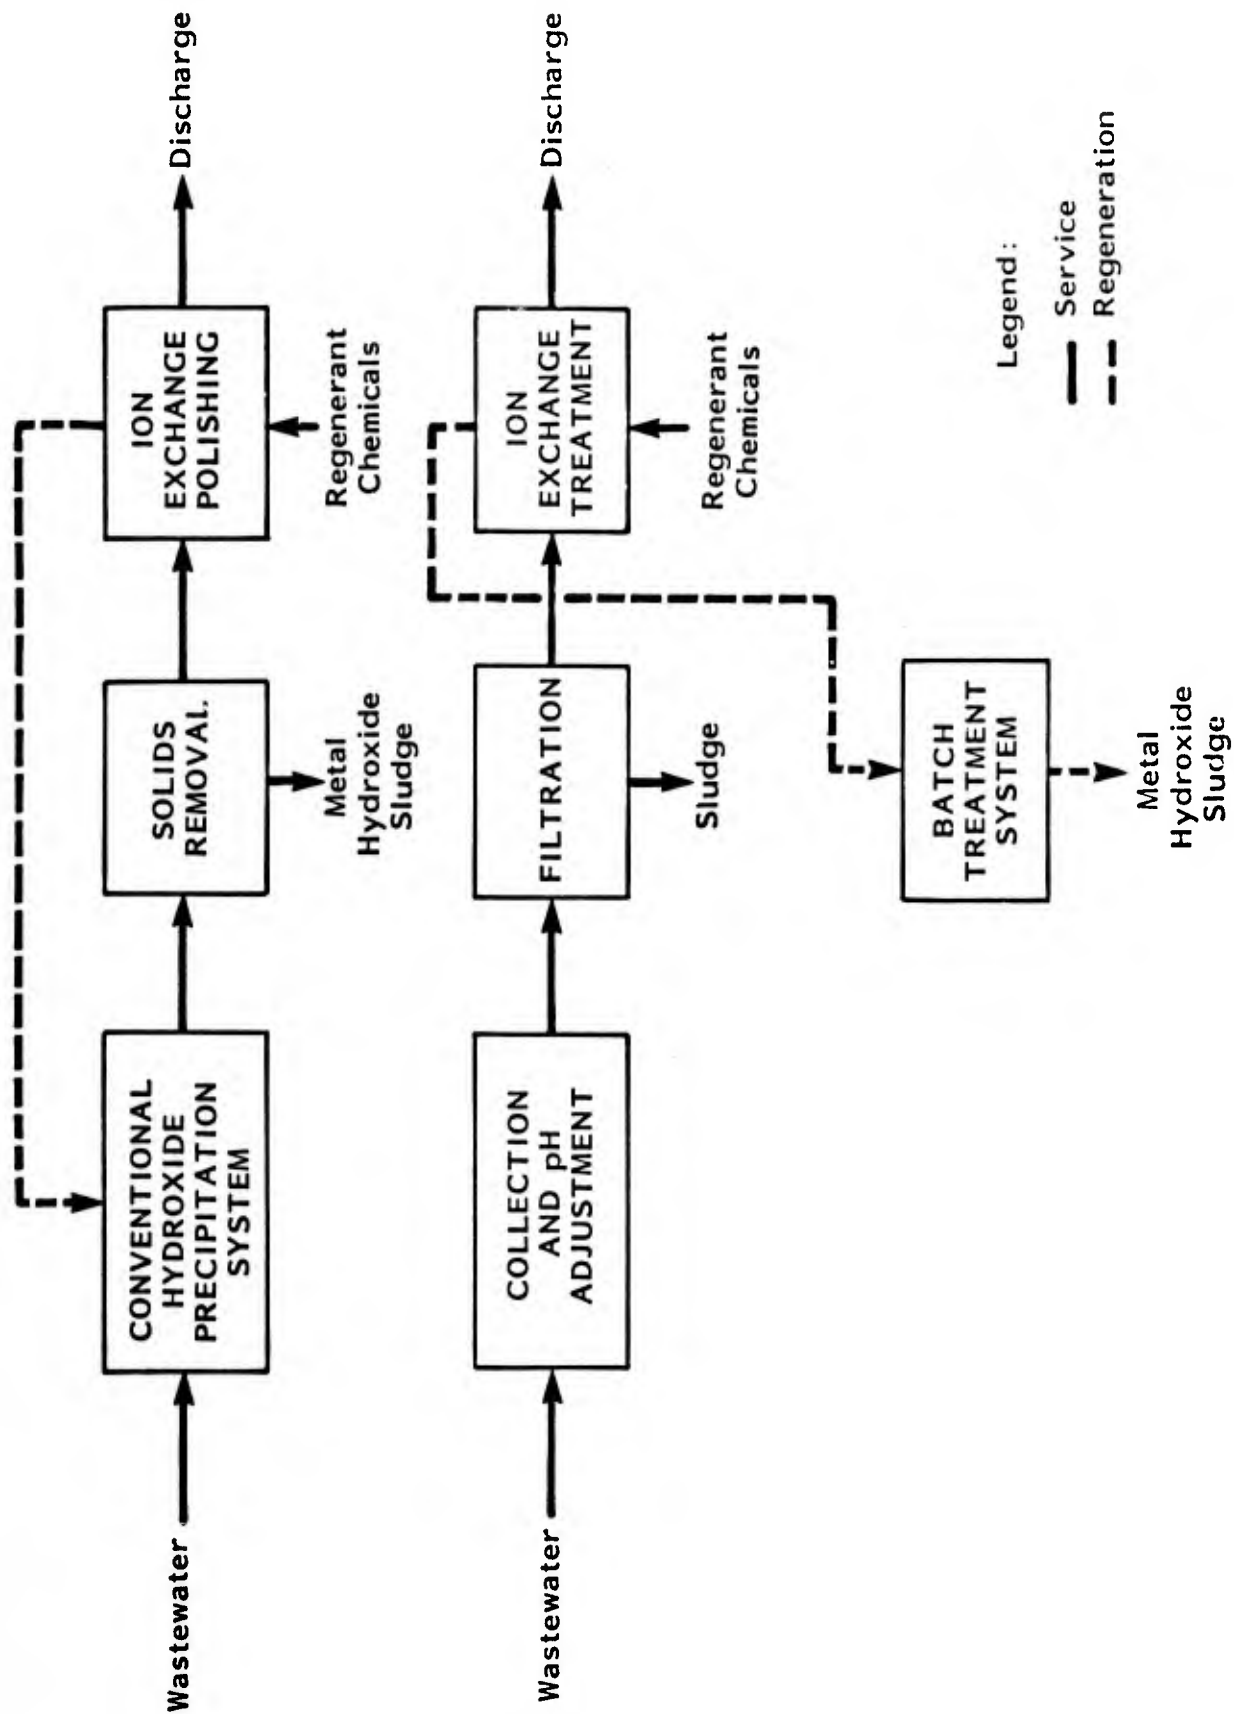 Wastewater
CONVENTIONAL
HYDROXIDE
PRECIPITATION
SYSTEM
SOLIDS
REMOVAL.
Metal
Hydroxide
Sludge
ION
EXCHANGE
POLISHING
Regenerant
Chemicals
Discharge
Wastewater
COLLECTION
AND pH
ADJUSTMENT
FILTRATION
Sludge
ION
EXCHANGE
TREATMENT
Regenerant
Chemicals
Discharge
BATCH
TREATMENT
SYSTEM
Metal
Hydroxide
Sludge
Legend:
Service
Regeneration